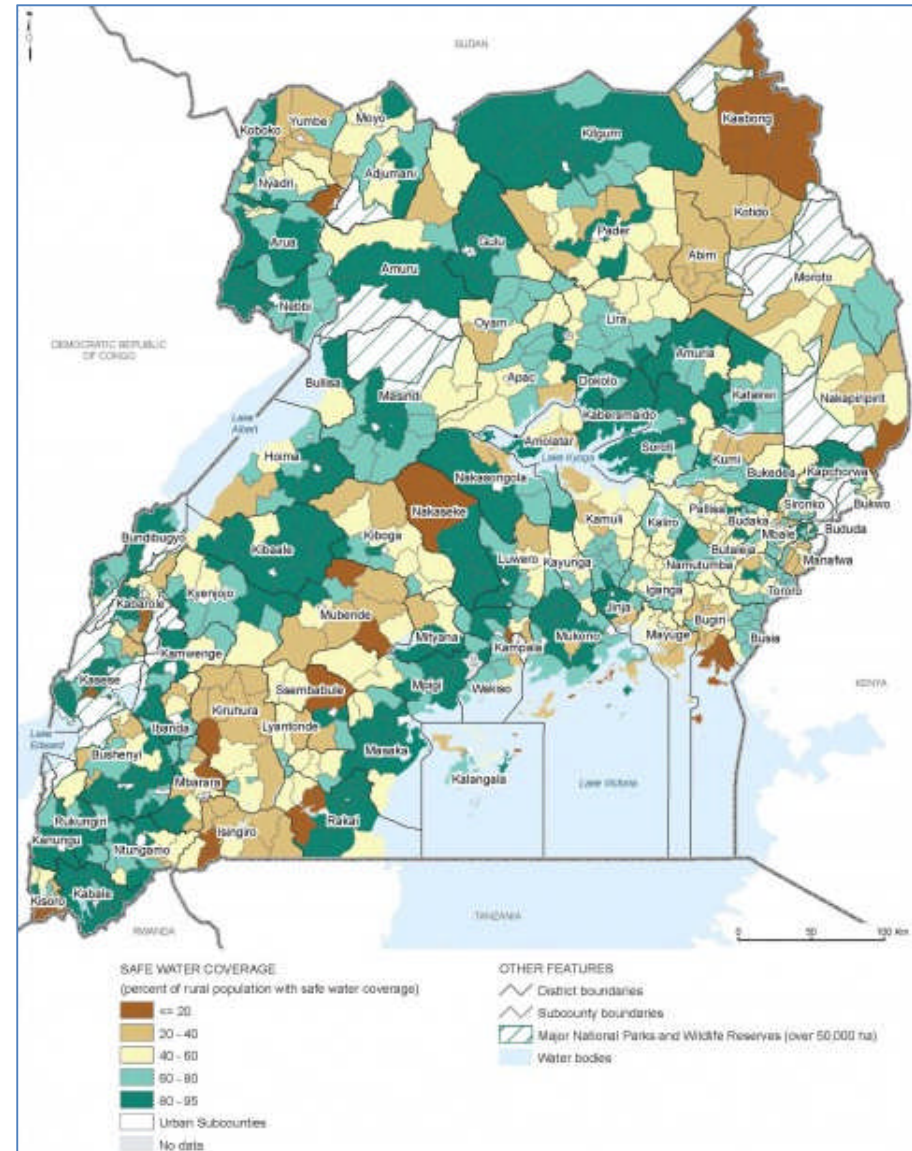 SUDAN
Kaabong
Koboko
Yumbe
Moyo
Kitgum
Nyadri
Adjumani
Kotido
Arua
Gulu
Pader
Abim
Amuru
Moroto
Nebbi
Oyam
Lira
DEMOCRATIC REPUBLIC
OF CONGO
Amuria
Buliisa
Apac
Dokolo
Katakwi
Masindi
Kaberamaido
Nakapiripirit
Lake
Albert
Amolatar
Soroti
Hoima
Lake Kyoga
Kumi
Nakasongola
Bukedea
Kapchorwa
Nakaseke
Kamuli
Pallisa
Sironko
Bukwo
Bundibugyo
Kaliro
Budaka
Kiboga
Mbale
Bududa
Kibaale
Butaleja
Luwero
Kayunga
Namutumba
Manafwa
Kabarole
Kyenjojo
Iganga
Tororo
Mubende
Jinja
Bugiri
Mityana
Kamwenge
Kampala
Mukono
Mayuge
Busia
Kasese
Ssembabule
Mpigi
Wakiso
KENYA
Kiruhura
Ibanda
Lyantonde
Lake
Edward
Bushenyi
Masaka
Mbarara
Kalangala
Lake Victoria
Rukungiri
Rakai
Isingiro
Kanungu
Ntungamo
Kabale
Kisoro
TANZANIA
RWANDA
0 50 100 Km
SAFE WATER COVERAGE
(percent of rural population with safe water coverage)
<= 20
20 - 40
40 - 60
60 - 80
80 - 95
Urban Subcounties
No data
OTHER FEATURES
District boundaries
Subcounty boundaries
Major National Parks and Wildlife Reserves (over 50,000 ha)
Water bodies